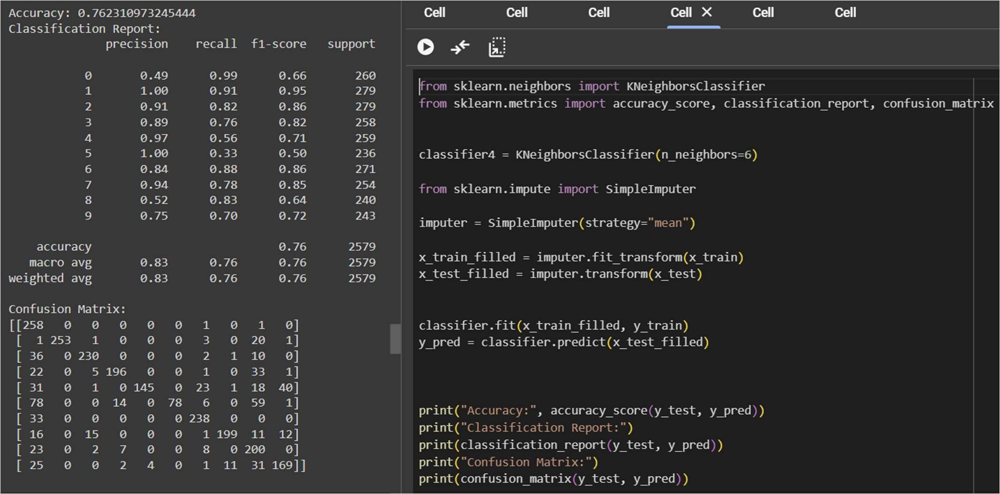 Accuracy: 0.762310973245444
Classification Report:
precision recall f1-score support
0 0.49 0.99 0.66 260
1 1.00 0.91 0.95 279
2 0.91 0.82 0.86 279
3 0.89 0.76 0.82 258
4 0.97 0.56 0.71 259
5 1.00 0.33 0.50 236
6 0.84 0.88 0.86 271
7 0.94 0.78 0.85 254
8 0.52 0.83 0.64 240
9 0.75 0.70 0.72 243
accuracy 0.76 2579
macro avg 0.83 0.76 0.76 2579
weighted avg 0.83 0.76 0.76 2579
Confusion Matrix:
[[258 0 0 0 0 0 1 0 1 0]
[ 1 253 1 0 0 0 3 0 20 1]
[ 36 0 230 0 0 0 2 1 10 0]
[ 22 0 5 196 0 0 1 0 33 1]
[ 31 0 1 0 145 0 23 1 18 40]
[ 78 0 0 14 0 78 6 0 59 1]
[ 33 0 0 0 0 0 238 0 0 0]
[ 16 0 15 0 0 0 1 199 11 12]
[ 23 0 2 7 0 0 8 0 200 0]
[ 25 0 0 2 4 0 1 11 31 169]]
Cell Cell Cell Cell Cell Cell
from sklearn.neighbors import KNeighborsClassifier
from sklearn.metrics import accuracy_score, classification_report, confusion_matrix
classifier4 = KNeighborsClassifier(n_neighbors=6)
from sklearn.impute import SimpleImputer
imputer = SimpleImputer(strategy="mean")
x_train_filled = imputer.fit_transform(x_train)
x_test_filled = imputer.transform(x_test)
classifier.fit(x_train_filled, y_train)
y_pred = classifier.predict(x_test_filled)
print("Accuracy:", accuracy_score(y_test, y_pred))
print("Classification Report:")
print(classification_report(y_test, y_pred))
print("Confusion Matrix:")
print(confusion_matrix(y_test, y_pred))